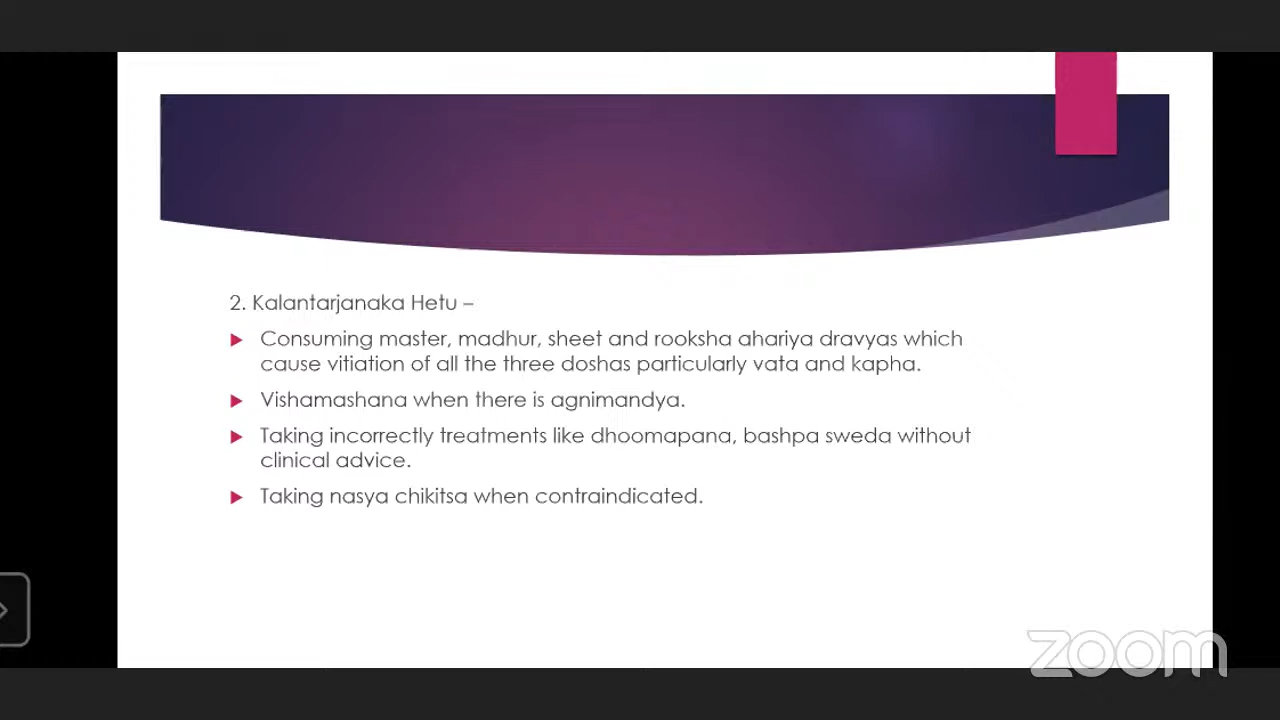 2. Kalantarjanaka Hetu –
Consuming master, madhur, sheet and rooksha ahariya dravyas which
cause vitiation of all the three doshas particularly vata and kapha.
Vishamashana when there is agnimandya.
Taking incorrectly treatments like dhoomapana, bashpa sweda without
clinical advice.
Taking nasya chikitsa when contraindicated.
zoom